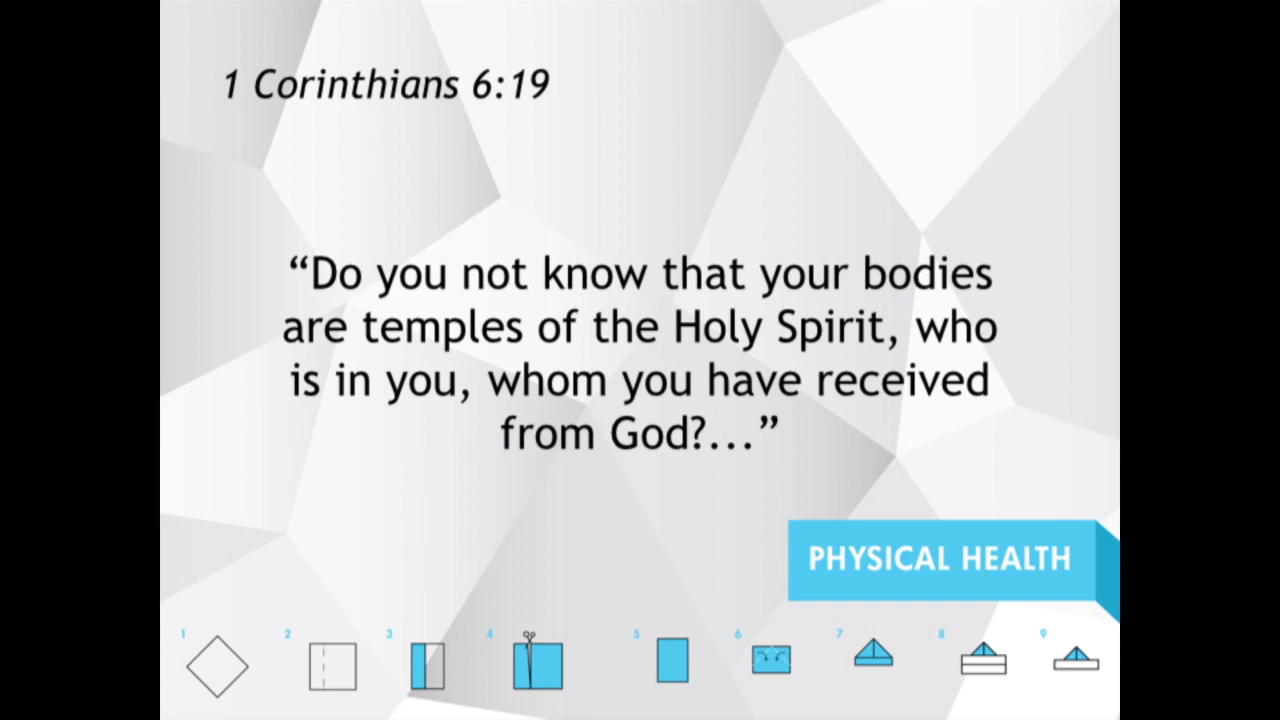 1 Corinthians 6:19
“Do you not know that your bodies
are temples of the Holy Spirit, who
is in you, whom you have received
from God?...”
PHYSICAL HEALTH
1 2 3 4 5 6 7 8 9